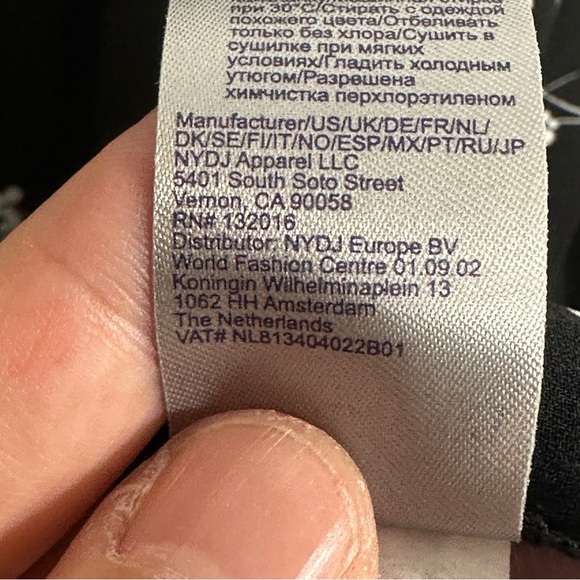 при 30°C/Стирать с одеждой
похожего цвета/Отбеливать
только без хлора/Сушить в
сушилке при мягких
условиях/Гладить холодным
утюгом/Разрешена
химчистка перхлорэтиленом
Manufacturer/US/UK/DE/FR/NL/
DK/SE/FI/IT/NO/ESP/MX/PT/RU/JP
NYDJ Apparel LLC
5401 South Soto Street
Vernon, CA 90058
RN# 132016
Distributor: NYDJ Europe BV
World Fashion Centre 01.09.02
Koningin Wilhelminaplein 13
1062 HH Amsterdam
The Netherlands
VAT# NL813404022B01